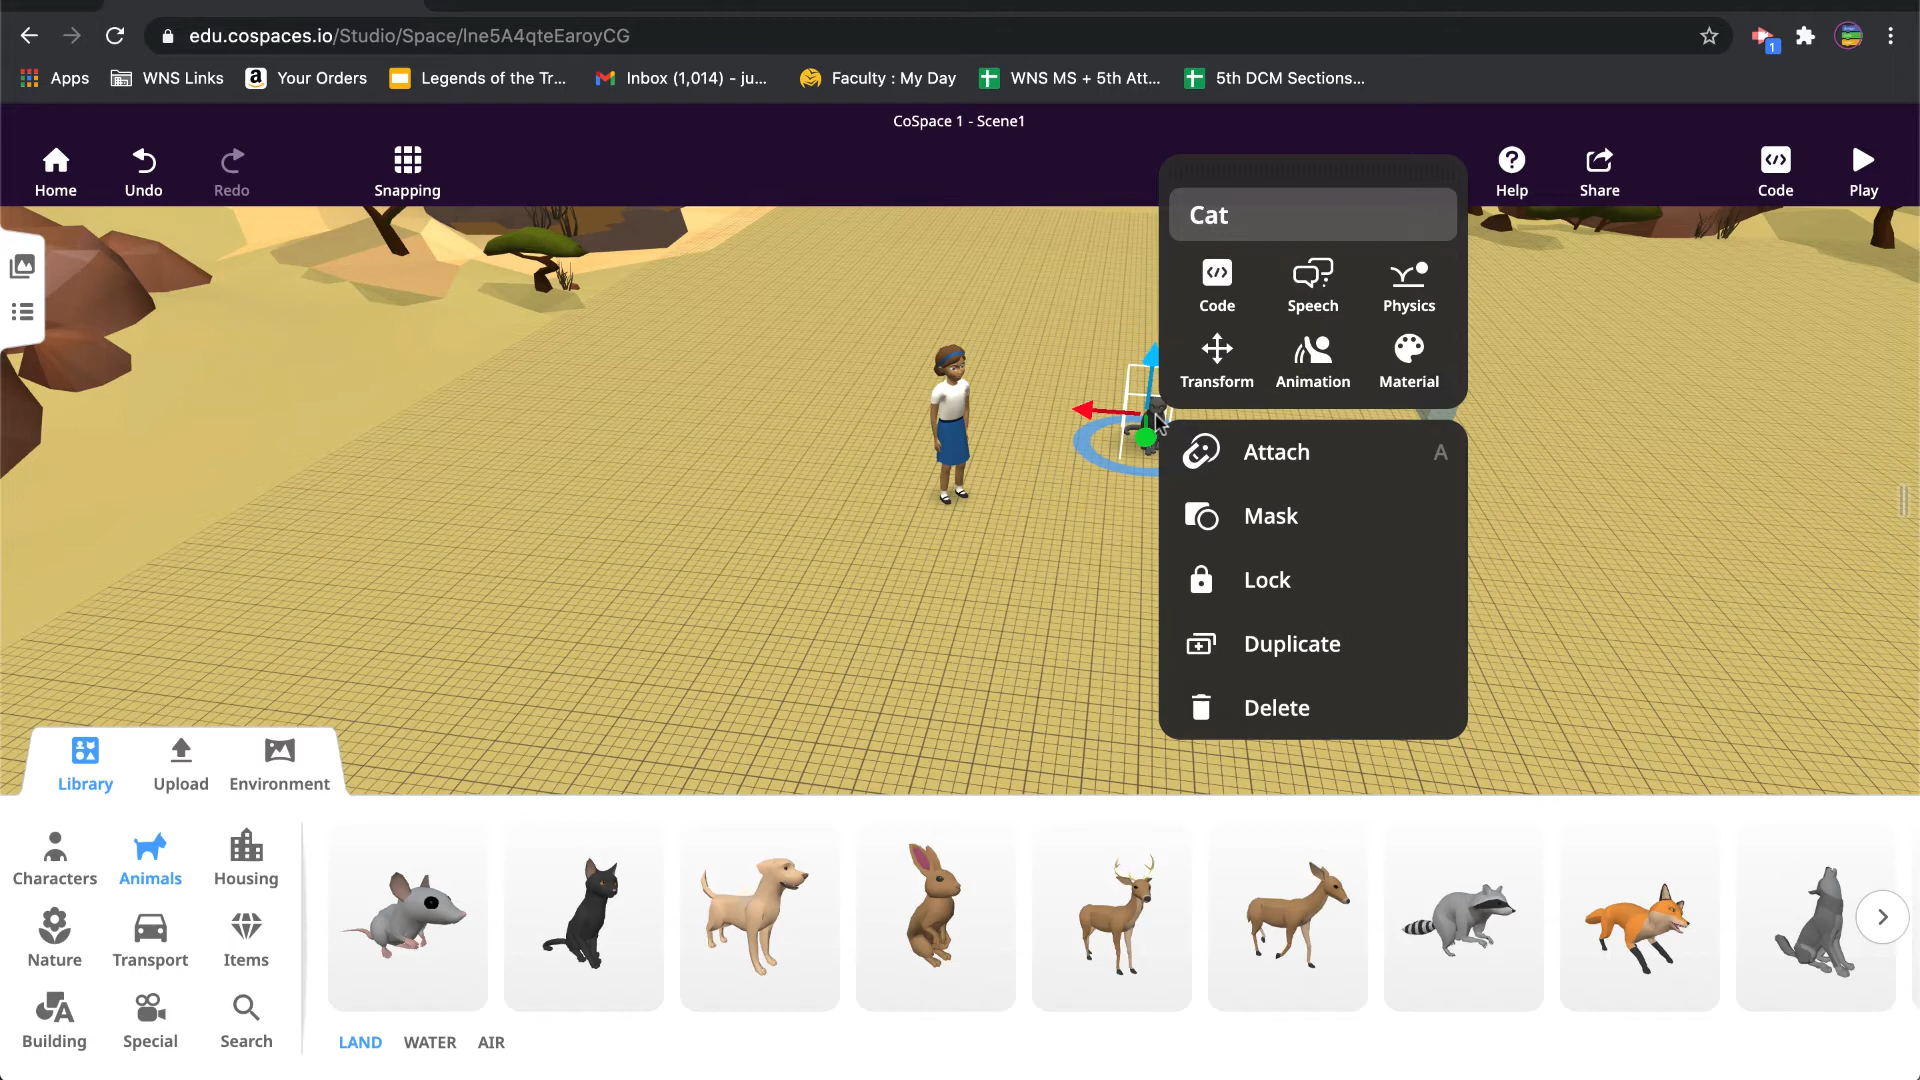 edu.cospaces.io/Studio/Space/Ine5A4qteEaroyCG
1
Apps WNS Links Your Orders Legends of the Tr... Inbox (1,014) - ju... Faculty : My Day WNS MS + 5th Att... 5th DCM Sections...
CoSpace 1 - Scene1
Home Undo Redo Snapping Help Share Code Play
Cat
Code Speech Physics
Transform Animation Material
Attach A
Mask
Lock
Duplicate
Delete
Library Upload Environment
Characters Animals Housing
Nature Transport Items
Building Special Search
LAND WATER AIR